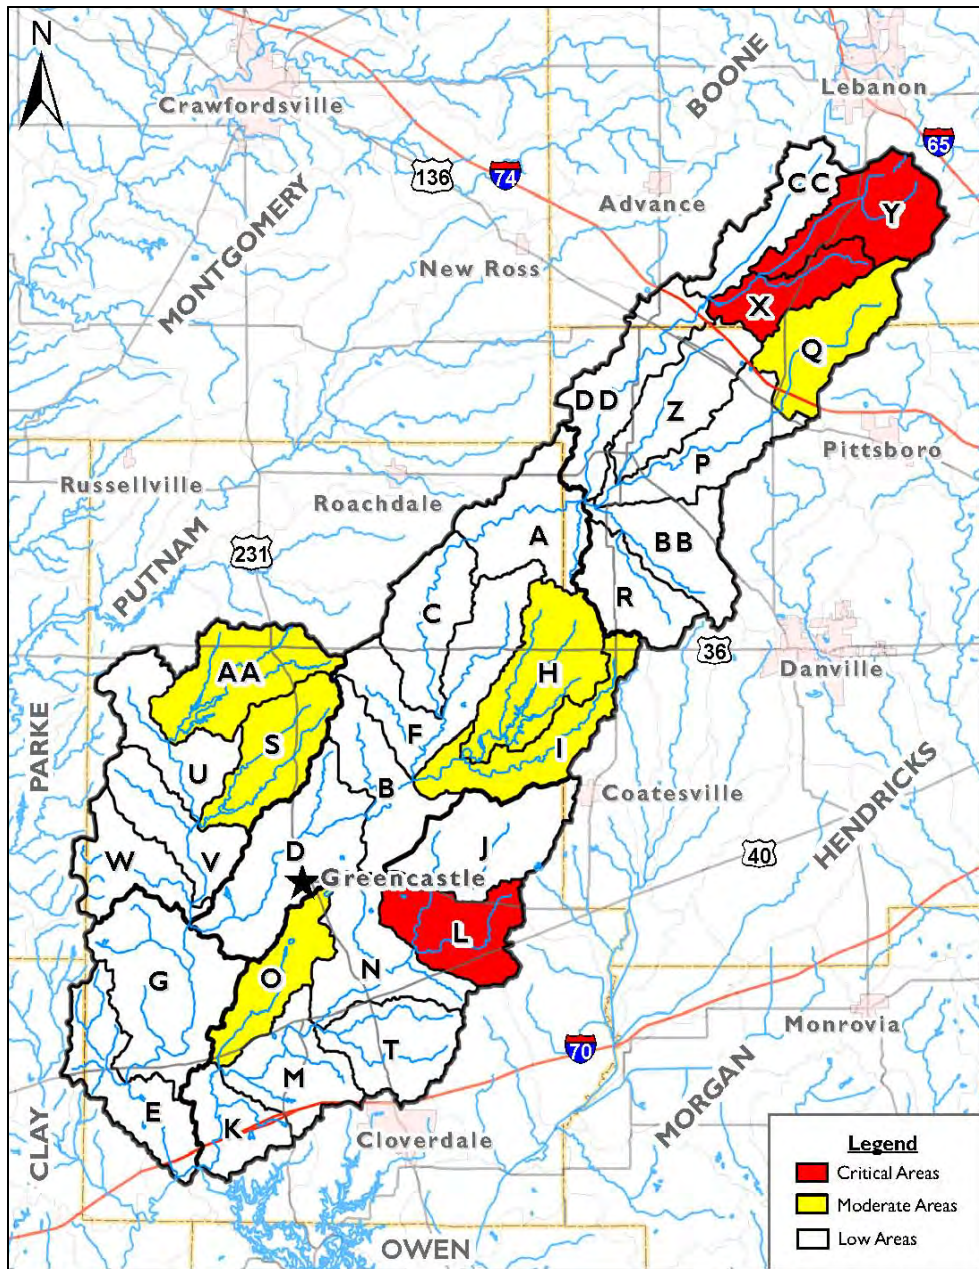 N
BOONE
Lebanon
Crawfordsville
65
136
74
CC
Advance
Y
MONTGOMERY
New Ross
X
Q
DD
Z
Pittsboro
P
Russellville
Roachdale
A
BB
231
PUTNAM
R
C
36
Danville
AA
H
S
F
I
PARKE
U
B
Coatesville
HENDRICKS
W
V
D
J
40
Greencastle
L
O
N
G
Monrovia
T
70
M
MORGAN
E
K
CLAY
Cloverdale
OWEN
Legend
Critical Areas
Moderate Areas
Low Areas